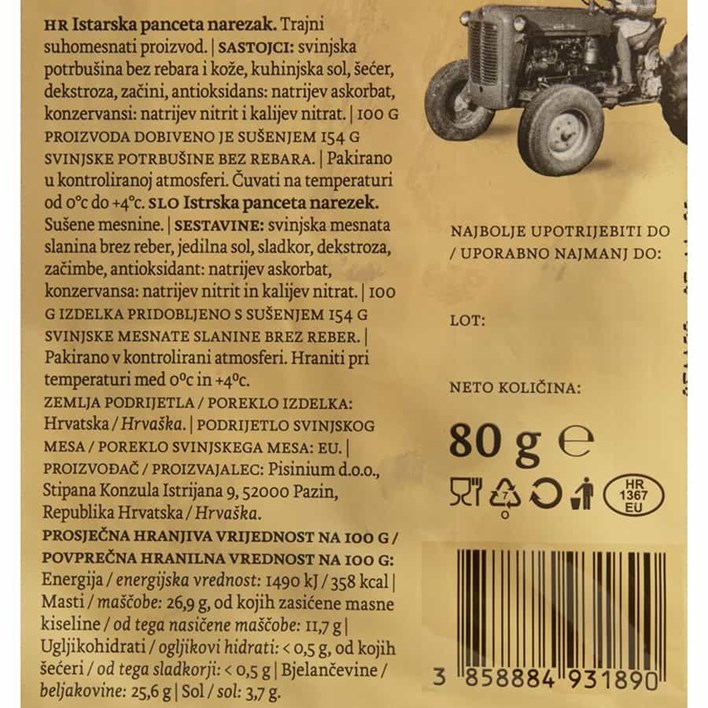 HR Istarska panceta narezak. Trajni
suhomesnati proizvod. | SASTOJCI: svinjska
potrbušina bez rebara i kože, kuhinjska sol, šećer,
dekstroza, začini, antioksidans: natrijev askorbat,
konzervansi: natrijev nitrit i kalijev nitrat. | 100 G
PROIZVODA DOBIVENO JE SUŠENJEM 154 G
SVINJSKE POTRBUŠINE BEZ REBARA. | Pakirano
u kontroliranoj atmosferi. Čuvati na temperaturi
od 0°c do +4°c. SLO Istrska panceta narezek.
Sušene mesnine. | SESTAVINE: svinjska mesnata
slanina brez reber, jedilna sol, sladkor, dekstroza,
začimbe, antioksidant: natrijev askorbat,
konzervansa: natrijev nitrit in kalijev nitrat. | 100
G IZDELKA PRIDOBLJENO S SUŠENJEM 154 G
SVINJSKE MESNATE SLANINE BREZ REBER. |
Pakirano v kontrolirani atmosferi. Hraniti pri
temperaturi med 0°c in +4°c.
ZEMLJA PODRIJETLA / POREKLO IZDELKA:
Hrvatska / Hrvaška. | PODRIJETLO SVINJSKOG
MESA / POREKLO SVINJSKEGA MESA: EU. |
PROIZVOĐAČ / PROIZVAJALEC: Pisinium d.o.o.,
Stipana Konzula Istrijana 9, 52000 Pazin,
Republika Hrvatska / Hrvaška.
PROSJEČNA HRANJIVA VRIJEDNOST NA 100 G /
POVPREČNA HRANILNA VREDNOST NA 100 G:
Energija / energijska vrednost: 1490 kJ / 358 kcal |
Masti / maščobe: 26,9 g, od kojih zasićene masne
kiseline / od tega nasičene maščobe: 11,7 g |
Ugljikohidrati / ogljikovi hidrati: < 0,5 g, od kojih
šećeri / od tega sladkorji: < 0,5 g | Bjelančevine /
beljakovine: 25,6 g | Sol / sol: 3,7 g.
NAJBOLJE UPOTRIJEBITI DO
/ UPORABNO NAJMANJ DO:
LOT:
NETO KOLIČINA:
80 g ℮
7
O
HR
1367
EU
3 858884 931890